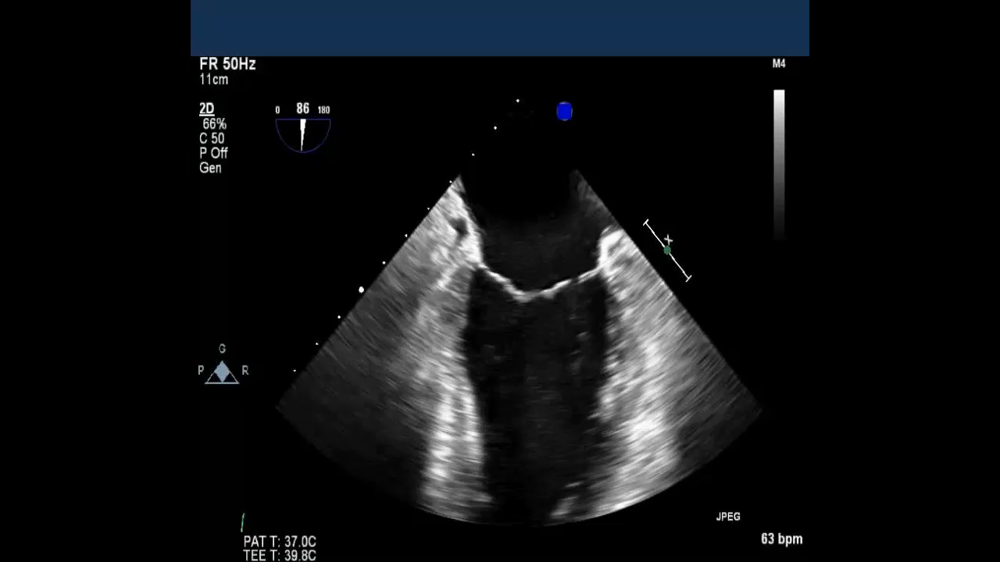 FR 50Hz
11cm
M4
2D
66%
C 50
P Off
Gen
0 86 180
G
P R
JPEG
PAT T: 37.0C
TEE T: 39.8C
63 bpm